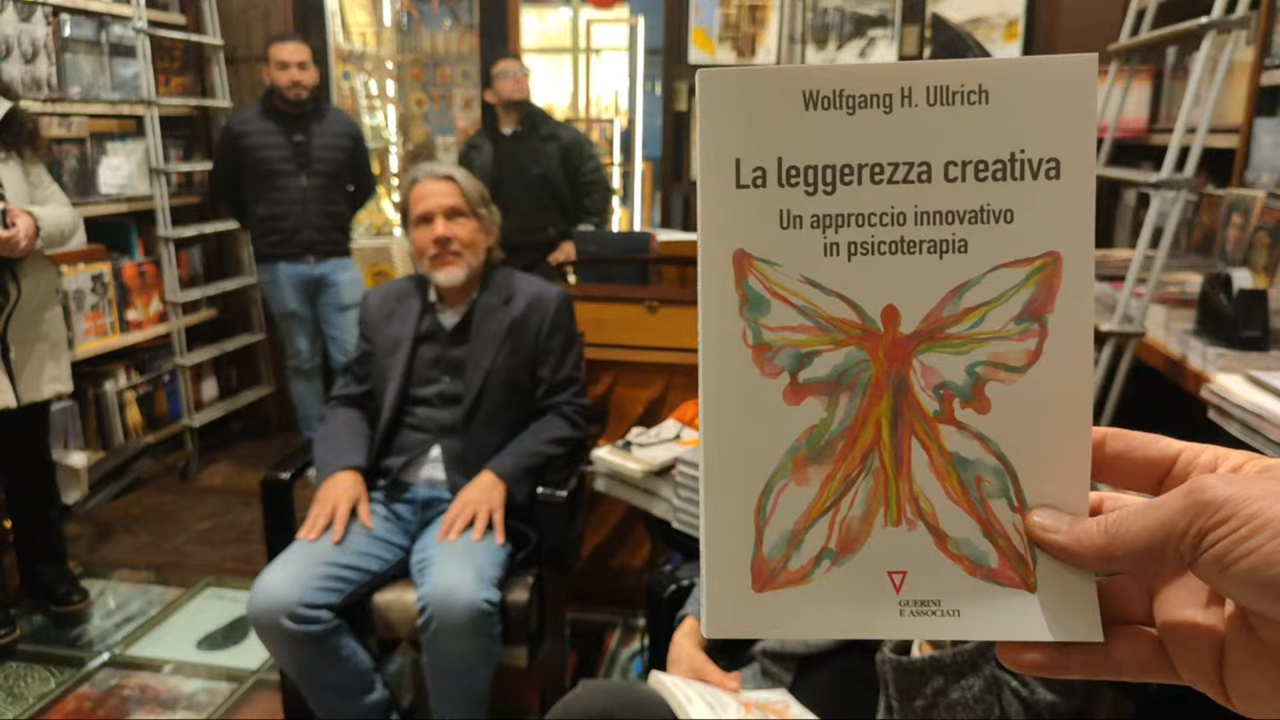 Wolfgang H. Ullrich
La leggerezza creativa
Un approccio innovativo
in psicoterapia
GUERINI
E ASSOCIATI